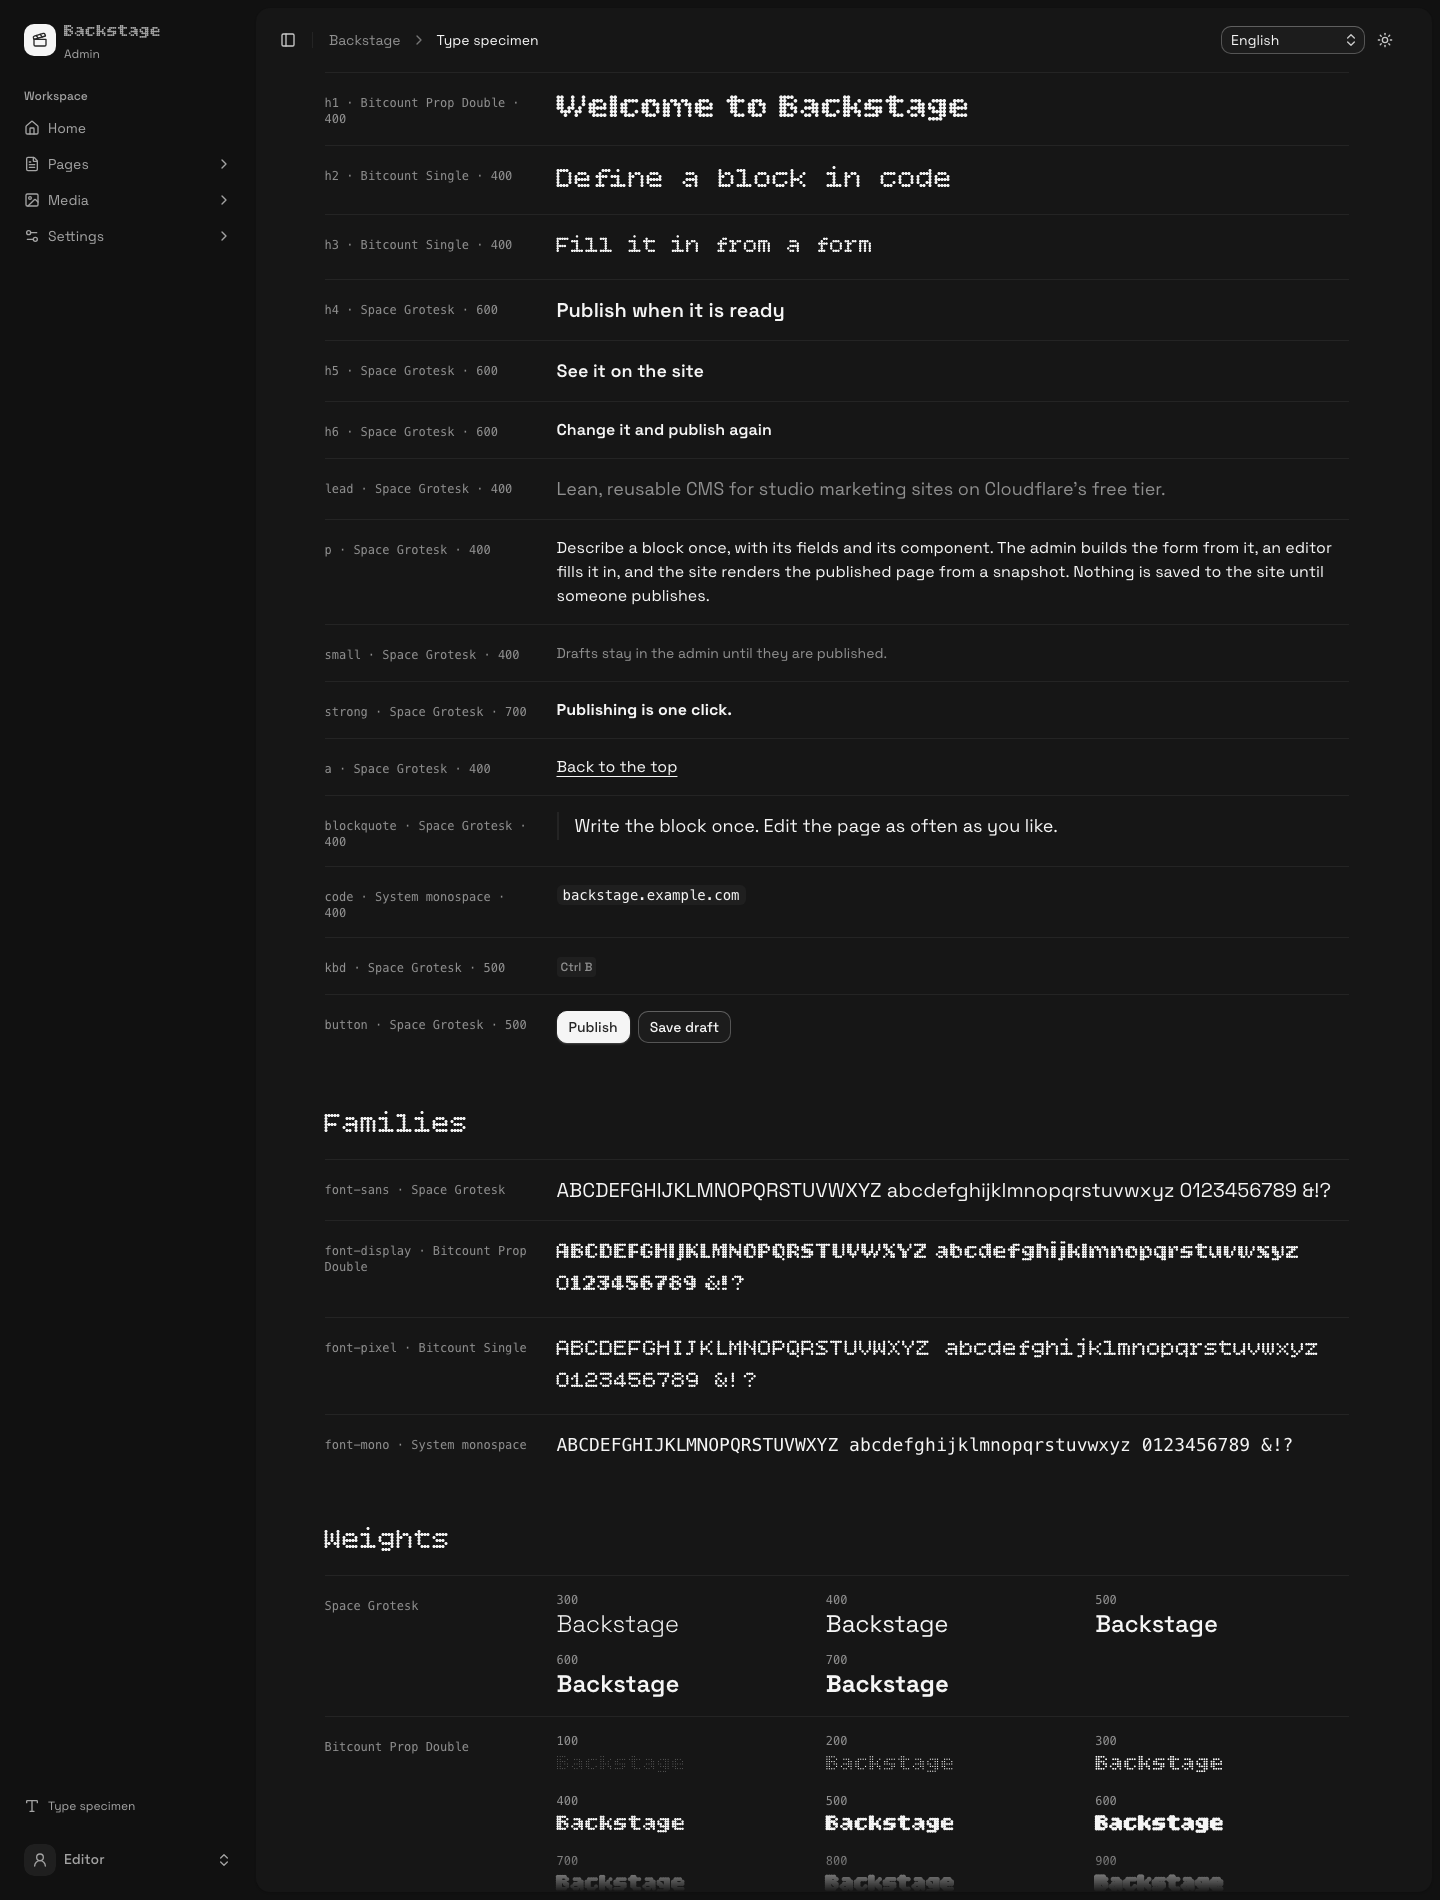 Backstage
Admin
Workspace
Home
Pages
Media
Settings
Type specimen
Editor
Backstage
Type specimen
English
h1 · Bitcount Prop Double ·
400
Welcome to Backstage
h2 · Bitcount Single · 400
Define a block in code
h3 · Bitcount Single · 400
Fill it in from a form
h4 · Space Grotesk · 600
Publish when it is ready
h5 · Space Grotesk · 600
See it on the site
h6 · Space Grotesk · 600
Change it and publish again
lead · Space Grotesk · 400
Lean, reusable CMS for studio marketing sites on Cloudflare’s free tier.
p · Space Grotesk · 400
Describe a block once, with its fields and its component. The admin builds the form from it, an editor
fills it in, and the site renders the published page from a snapshot. Nothing is saved to the site until
someone publishes.
small · Space Grotesk · 400
Drafts stay in the admin until they are published.
strong · Space Grotesk · 700
Publishing is one click.
a · Space Grotesk · 400
Back to the top
blockquote · Space Grotesk ·
400
Write the block once. Edit the page as often as you like.
code · System monospace ·
400
backstage.example.com
kbd · Space Grotesk · 500
Ctrl B
button · Space Grotesk · 500
Publish
Save draft
Families
font-sans · Space Grotesk
ABCDEFGHIJKLMNOPQRSTUVWXYZ abcdefghijklmnopqrstuvwxyz 0123456789 &!?
font-display · Bitcount Prop
Double
ABCDEFGHIJKLMNOPQRSTUVWXYZ abcdefghijklmnopqrstuvwxyz
0123456789 &!?
font-pixel · Bitcount Single
ABCDEFGHIJKLMNOPQRSTUVWXYZ abcdefghijklmnopqrstuvwxyz
0123456789 &!?
font-mono · System monospace
ABCDEFGHIJKLMNOPQRSTUVWXYZ abcdefghijklmnopqrstuvwxyz 0123456789 &!?
Weights
Space Grotesk
300
Backstage
400
Backstage
500
Backstage
600
Backstage
700
Backstage
Bitcount Prop Double
100
Backstage
200
Backstage
300
Backstage
400
Backstage
500
Backstage
600
Backstage
700
Backstage
800
Backstage
900
Backstage